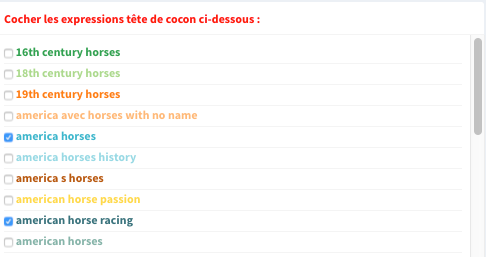 Cocher les expressions tête de cocon ci-dessous :
16th century horses
18th century horses
19th century horses
america avec horses with no name
america horses
america horses history
america s horses
american horse passion
american horse racing
american horses